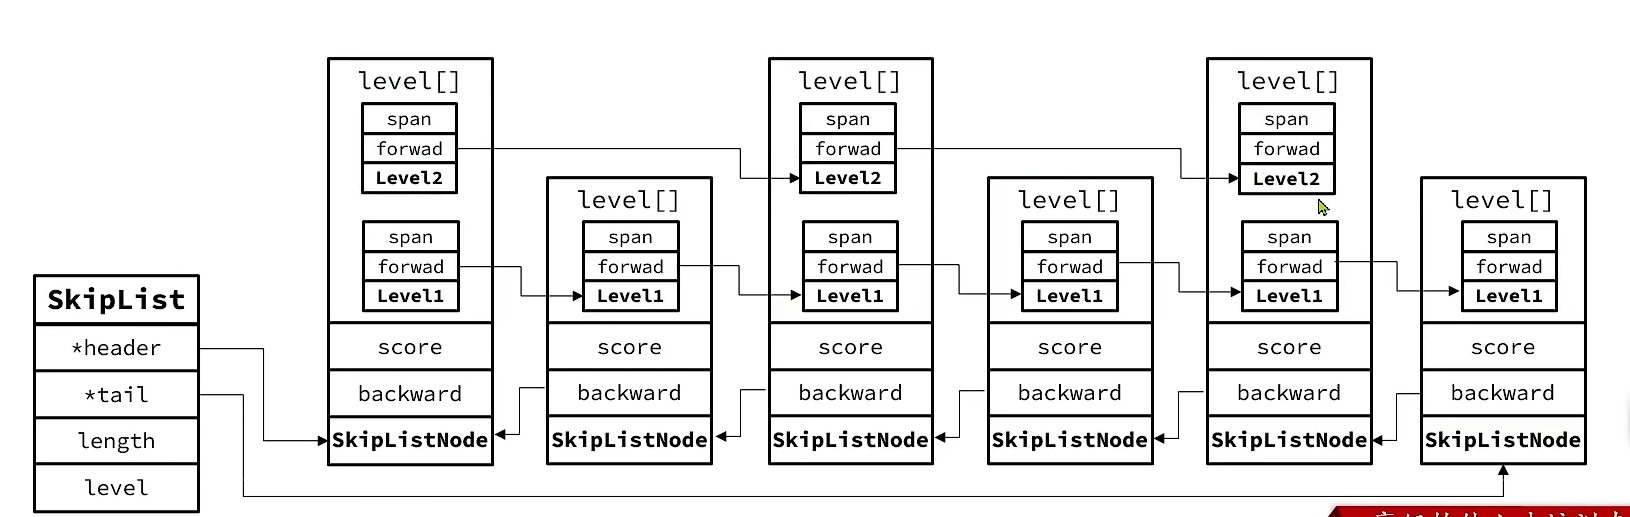 level[]
span
forwad
Level2
span
forwad
Level1
score
backward
SkipListNode
level[]
span
forwad
Level1
score
backward
SkipListNode
level[]
span
forwad
Level2
span
forwad
Level1
score
backward
SkipListNode
level[]
span
forwad
Level1
score
backward
SkipListNode
level[]
span
forwad
Level2
span
forwad
Level1
score
backward
SkipListNode
level[]
span
forwad
Level1
score
backward
SkipListNode
SkipList
*header
*tail
length
level